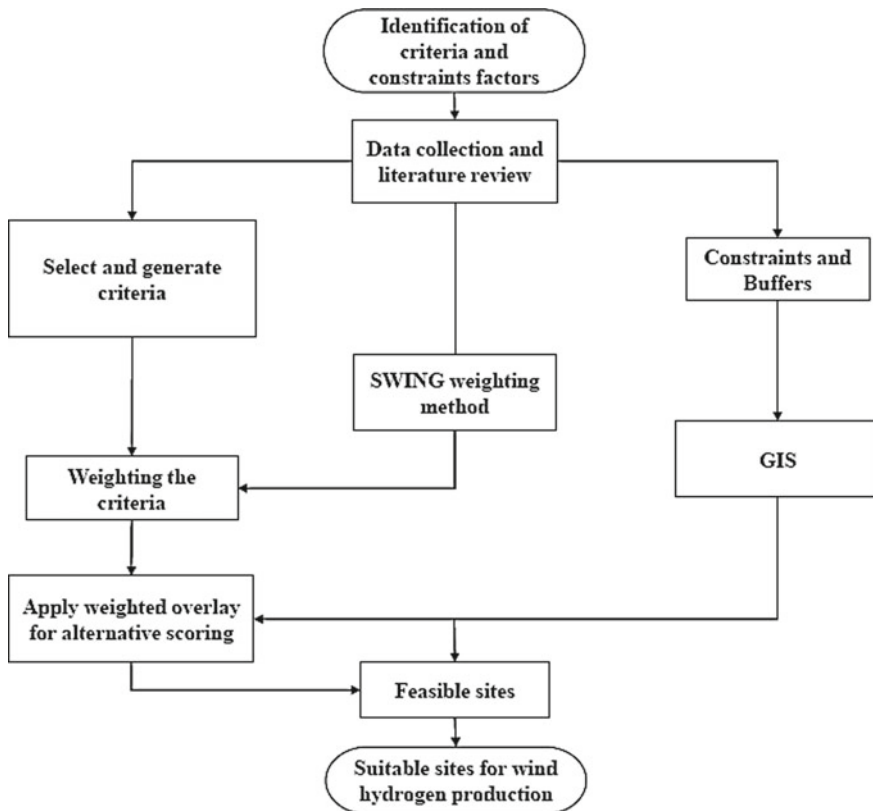 Identification of
criteria and
constraints factors
Data collection and
literature review
Select and generate
criteria
Constraints and
Buffers
SWING weighting
method
GIS
Weighting the
criteria
Apply weighted overlay
for alternative scoring
Feasible sites
Suitable sites for wind
hydrogen production